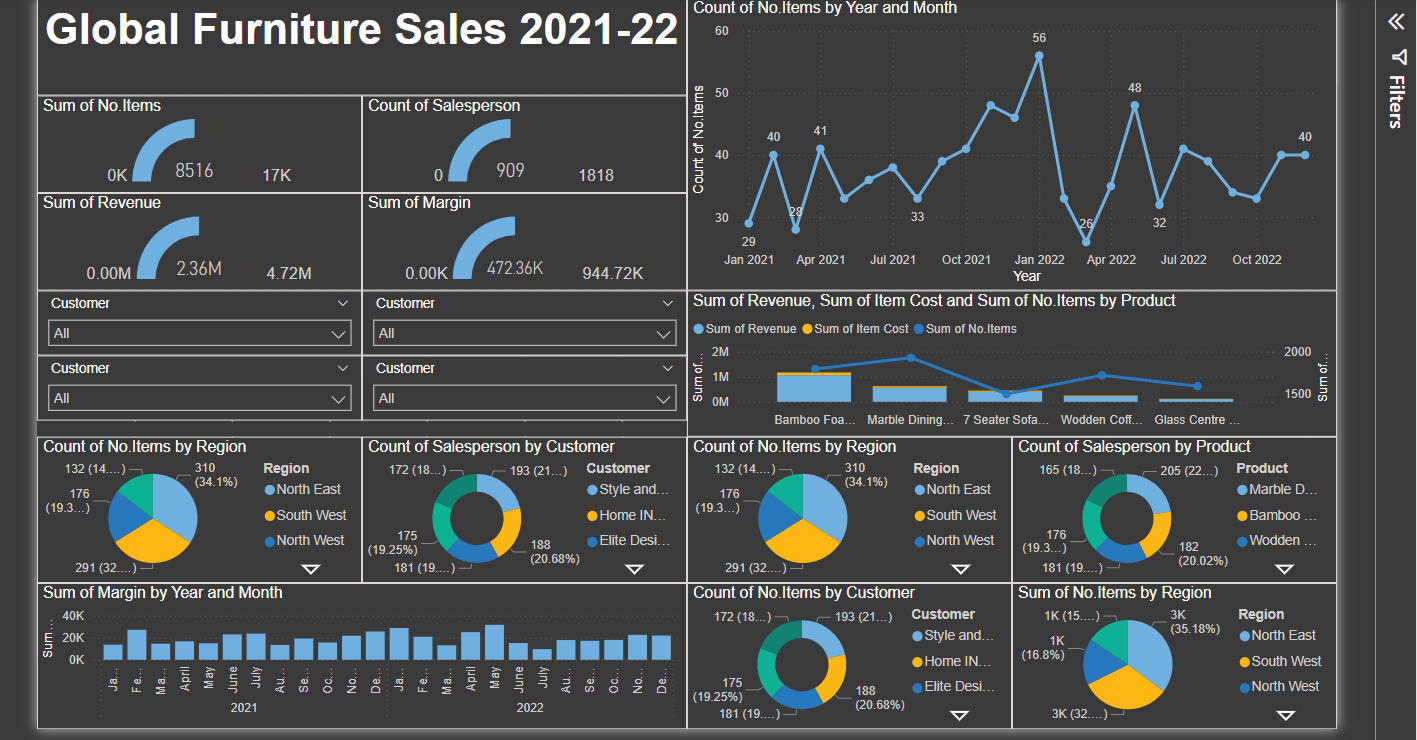 Global Furniture Sales 2021-22
Sum of No.Items
0K
8516
17K
Count of Salesperson
0
909
1818
Sum of Revenue
0.00M
2.36M
4.72M
Sum of Margin
0.00K
472.36K
944.72K
Customer
All
Customer
All
Customer
All
Customer
All
Count of No.Items by Year and Month
Count of No.Items
60
50
40
30
29
40
28
41
33
56
26
48
32
40
Jan 2021
Apr 2021
Jul 2021
Oct 2021
Jan 2022
Apr 2022
Jul 2022
Oct 2022
Year
Filters
Sum of Revenue, Sum of Item Cost and Sum of No.Items by Product
Sum of Revenue
Sum of Item Cost
Sum of No.Items
Sum of...
2M
1M
0M
2000
1500
Sum of...
Bamboo Foa...
Marble Dining...
7 Seater Sofa...
Wodden Coff...
Glass Centre ...
Count of No.Items by Region
132 (14....)
310
(34.1%)
176
(19.3...)
291 (32....)
Region
North East
South West
North West
Count of Salesperson by Customer
172 (18...)
193 (21...)
175
(19.25%)
188
(20.68%)
181 (19....)
Customer
Style and...
Home IN...
Elite Desi...
Count of No.Items by Region
132 (14....)
310
(34.1%)
176
(19.3...)
291 (32....)
Region
North East
South West
North West
Count of Salesperson by Product
165 (18...)
205 (22...)
176
(19.3...)
182
(20.02%)
181 (19....)
Product
Marble D...
Bamboo ...
Wodden ...
Sum of Margin by Year and Month
Sum ...
40K
20K
0K
Ja...
Fe...
Ma...
April
May
June
July
Au...
Se...
Oc...
No...
De...
Ja...
Fe...
Ma...
April
May
June
July
Au...
Se...
Oc...
No...
De...
2021
2022
Count of No.Items by Customer
172 (18...)
193 (21...)
175
(19.25%)
188
(20.68%)
181 (19....)
Customer
Style and...
Home IN...
Elite Desi...
Sum of No.Items by Region
1K (15....)
3K
(35.18%)
1K
(16.8%)
3K (32....)
Region
North East
South West
North West